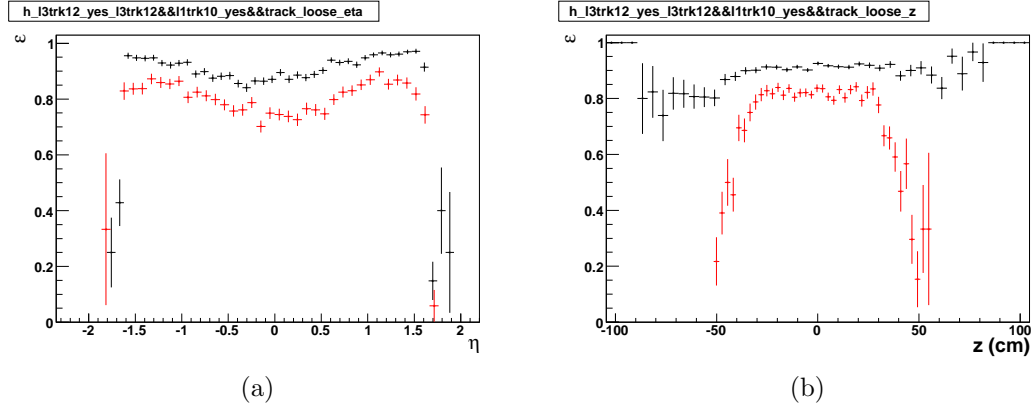 h_l3trk12_yes_l3trk12&&l1trk10_yes&&track_loose_eta
ε
1
0.8
0.6
0.4
0.2
0
-2 -1.5 -1 -0.5 0 0.5 1 1.5 2
η
(a)
h_l3trk12_yes_l3trk12&&l1trk10_yes&&track_loose_z
ε
1
0.8
0.6
0.4
0.2
0
-100 -50 0 50 100
z (cm)
(b)